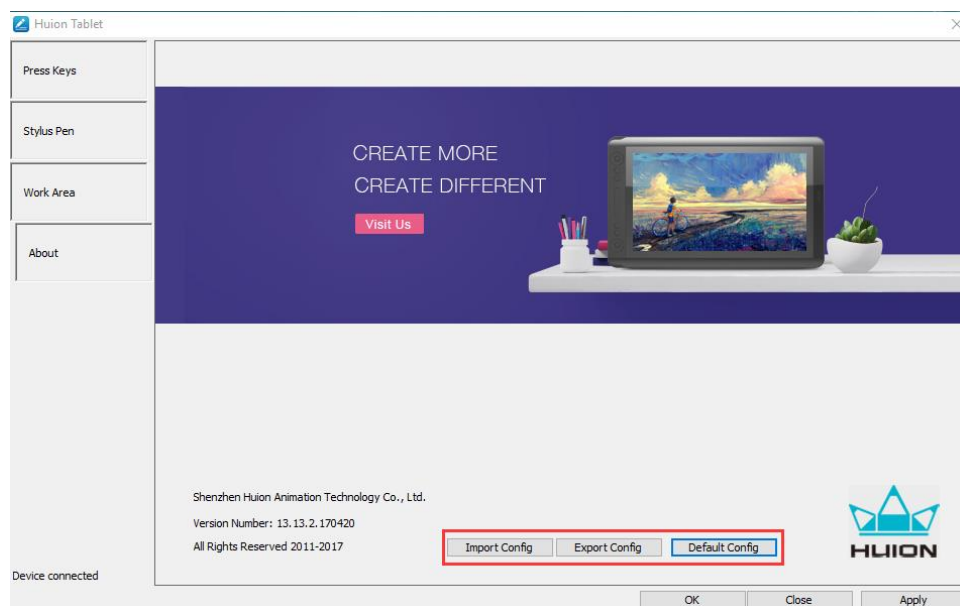 Huion Tablet
Press Keys
Stylus Pen
Work Area
About
CREATE MORE
CREATE DIFFERENT
Visit Us
Shenzhen Huion Animation Technology Co., Ltd.
Version Number: 13.13.2.170420
All Rights Reserved 2011-2017
Import Config
Export Config
Default Config
HUION
Device connected
OK
Close
Apply